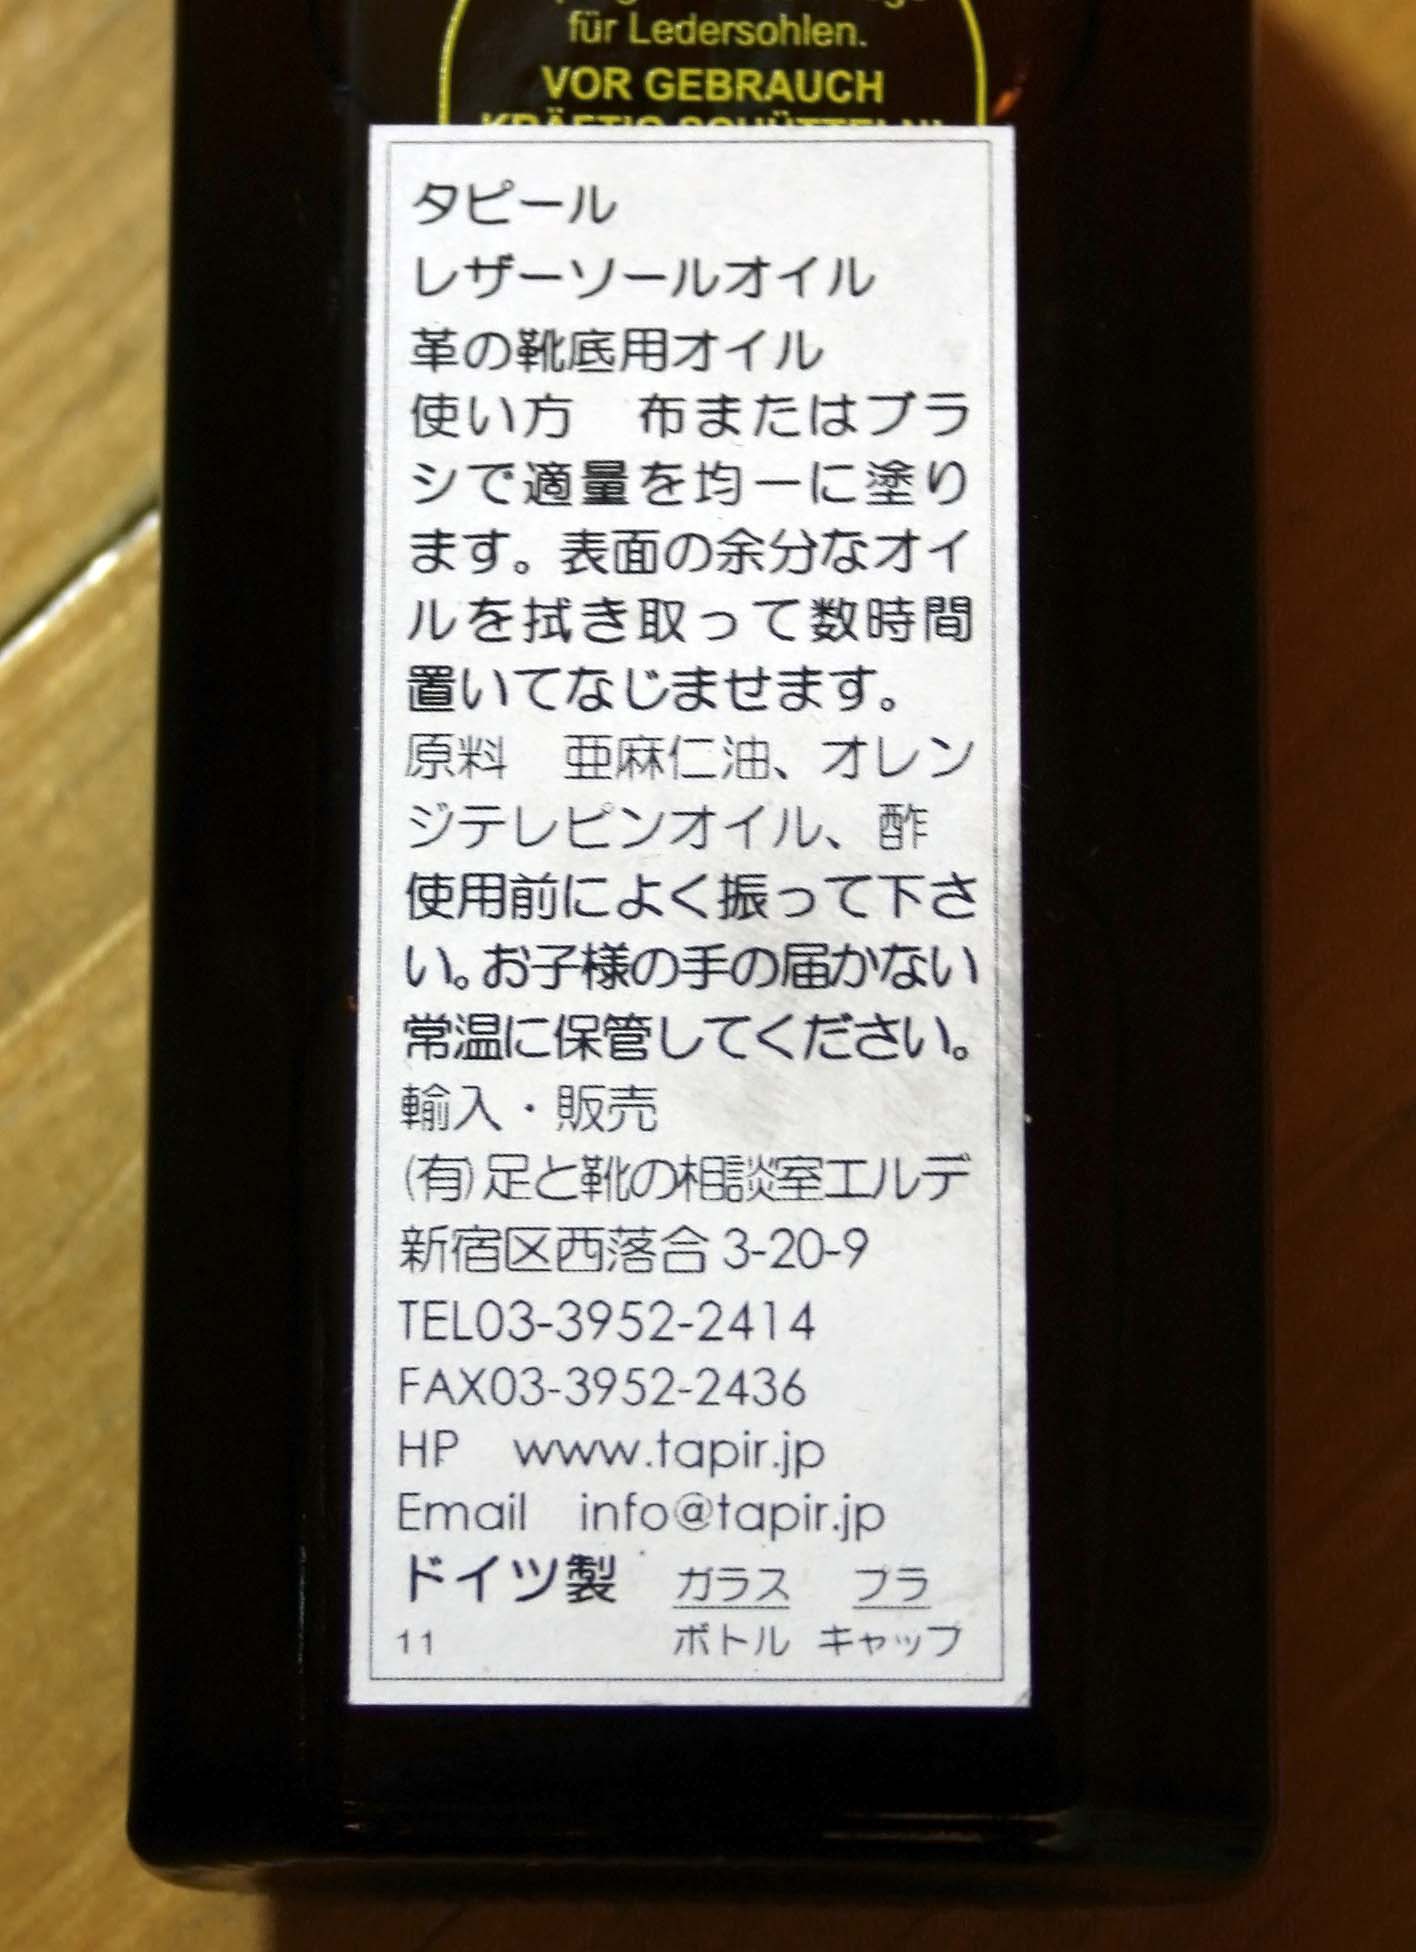 für Ledersohlen.
VOR GEBRAUCH
KRÄFTIG SCHÜTTELN!
タピール
レザーソールオイル
革の靴底用オイル
使い方　布またはブラ
シで適量を均一に塗り
ます。表面の余分なオイ
ルを拭き取って数時間
置いてなじませます。
原料　亜麻仁油、オレン
ジテレピンオイル、酢
使用前によく振って下さ
い。お子様の手の届かない
常温に保管してください。
輸入・販売
(有)足と靴の相談室エルデ
新宿区西落合3-20-9
TEL03-3952-2414
FAX03-3952-2436
HP　www.tapir.jp
Email　info@tapir.jp
ドイツ製　ガラス　プラ
11　ボトル　キャップ